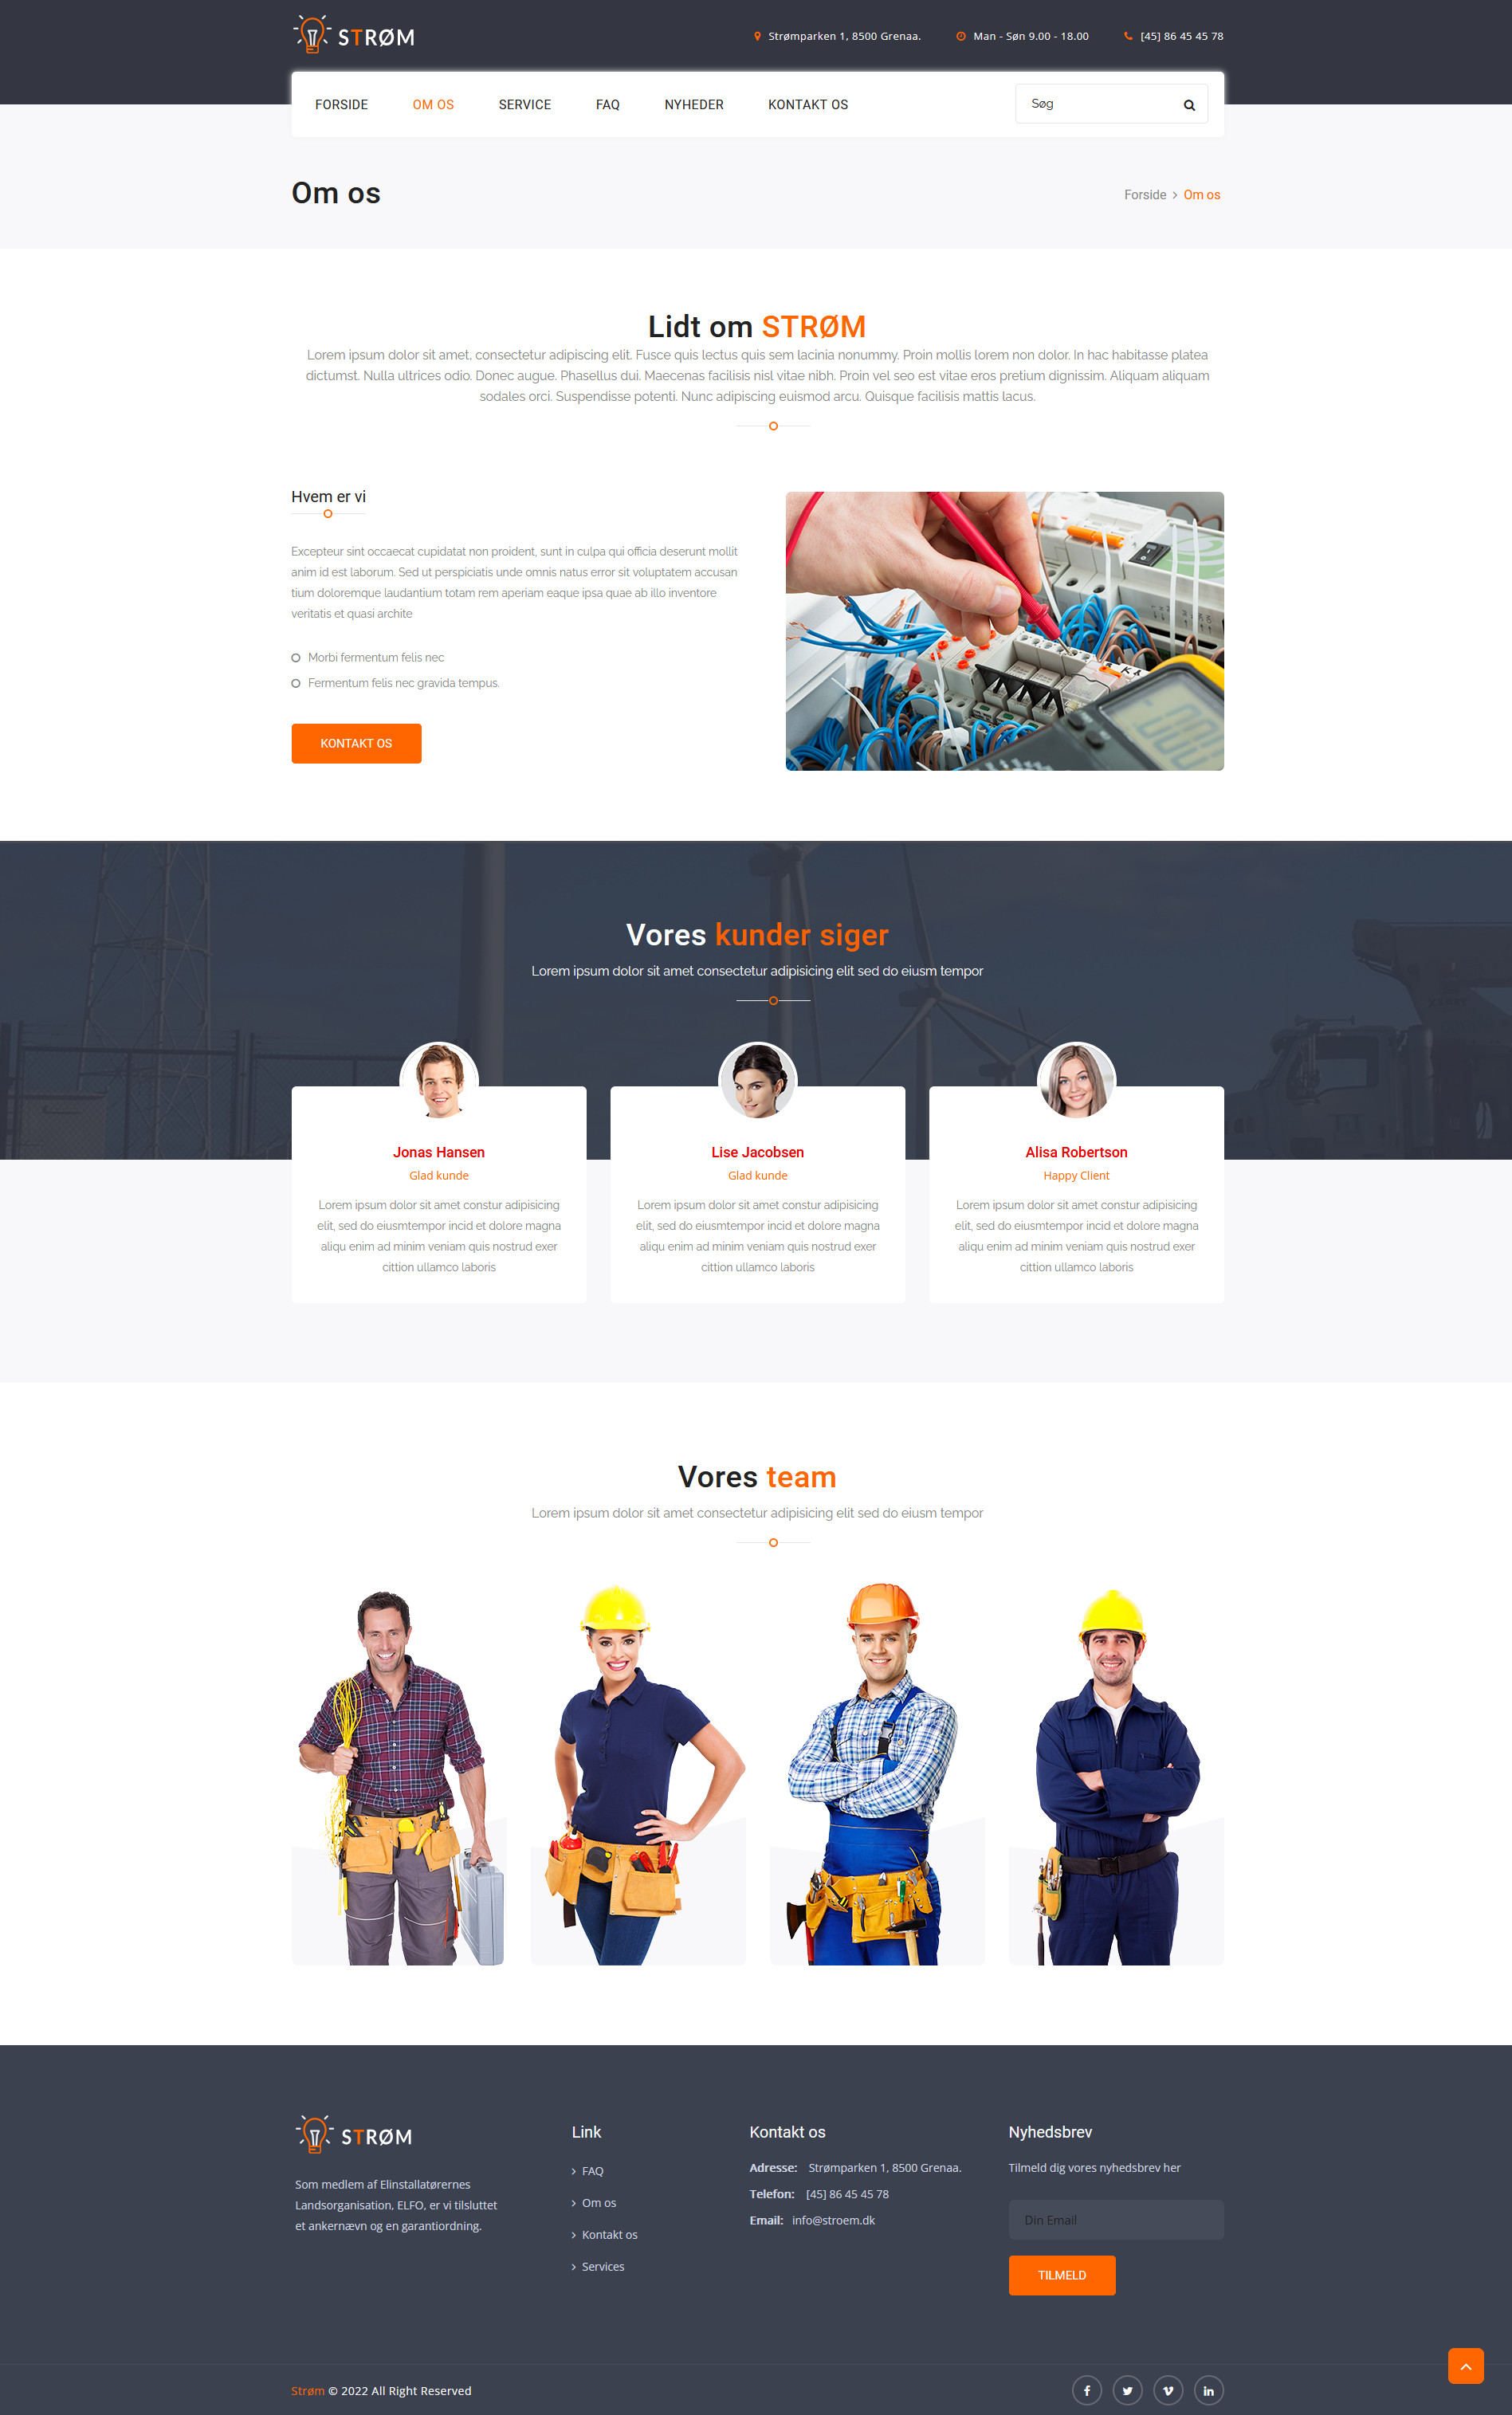 STRØM
Strømparken 1, 8500 Grenaa.
Man - Søn 9.00 - 18.00
[45] 86 45 45 78
FORSIDE
OM OS
SERVICE
FAQ
NYHEDER
KONTAKT OS
Søg
Om os
Forside
Om os
Lidt om STRØM
Lorem ipsum dolor sit amet, consectetur adipiscing elit. Fusce quis lectus quis sem lacinia nonummy. Proin mollis lorem non dolor. In hac habitasse platea
dictumst. Nulla ultrices odio. Donec augue. Phasellus dui. Maecenas facilisis nisl vitae nibh. Proin vel seo est vitae eros pretium dignissim. Aliquam aliquam
sodales orci. Suspendisse potenti. Nunc adipiscing euismod arcu. Quisque facilisis mattis lacus.
Hvem er vi
Excepteur sint occaecat cupidatat non proident, sunt in culpa qui officia deserunt mollit
anim id est laborum. Sed ut perspiciatis unde omnis natus error sit voluptatem accusan
tium doloremque laudantium totam rem aperiam eaque ipsa quae ab illo inventore
veritatis et quasi archite
Morbi fermentum felis nec
Fermentum felis nec gravida tempus.
KONTAKT OS
Vores kunder siger
Lorem ipsum dolor sit amet consectetur adipisicing elit sed do eiusm tempor
Jonas Hansen
Glad kunde
Lorem ipsum dolor sit amet constur adipisicing
elit, sed do eiusmtempor incid et dolore magna
aliqu enim ad minim veniam quis nostrud exer
cittion ullamco laboris
Lise Jacobsen
Glad kunde
Lorem ipsum dolor sit amet constur adipisicing
elit, sed do eiusmtempor incid et dolore magna
aliqu enim ad minim veniam quis nostrud exer
cittion ullamco laboris
Alisa Robertson
Happy Client
Lorem ipsum dolor sit amet constur adipisicing
elit, sed do eiusmtempor incid et dolore magna
aliqu enim ad minim veniam quis nostrud exer
cittion ullamco laboris
Vores team
Lorem ipsum dolor sit amet consectetur adipisicing elit sed do eiusm tempor
STRØM
Som medlem af Elinstallatørernes
Landsorganisation, ELFO, er vi tilsluttet
et ankernævn og en garantiordning.
Link
FAQ
Om os
Kontakt os
Services
Kontakt os
Adresse: Strømparken 1, 8500 Grenaa.
Telefon: [45] 86 45 45 78
Email: info@stroem.dk
Nyhedsbrev
Tilmeld dig vores nyhedsbrev her
Din Email
TILMELD
Strøm © 2022 All Right Reserved